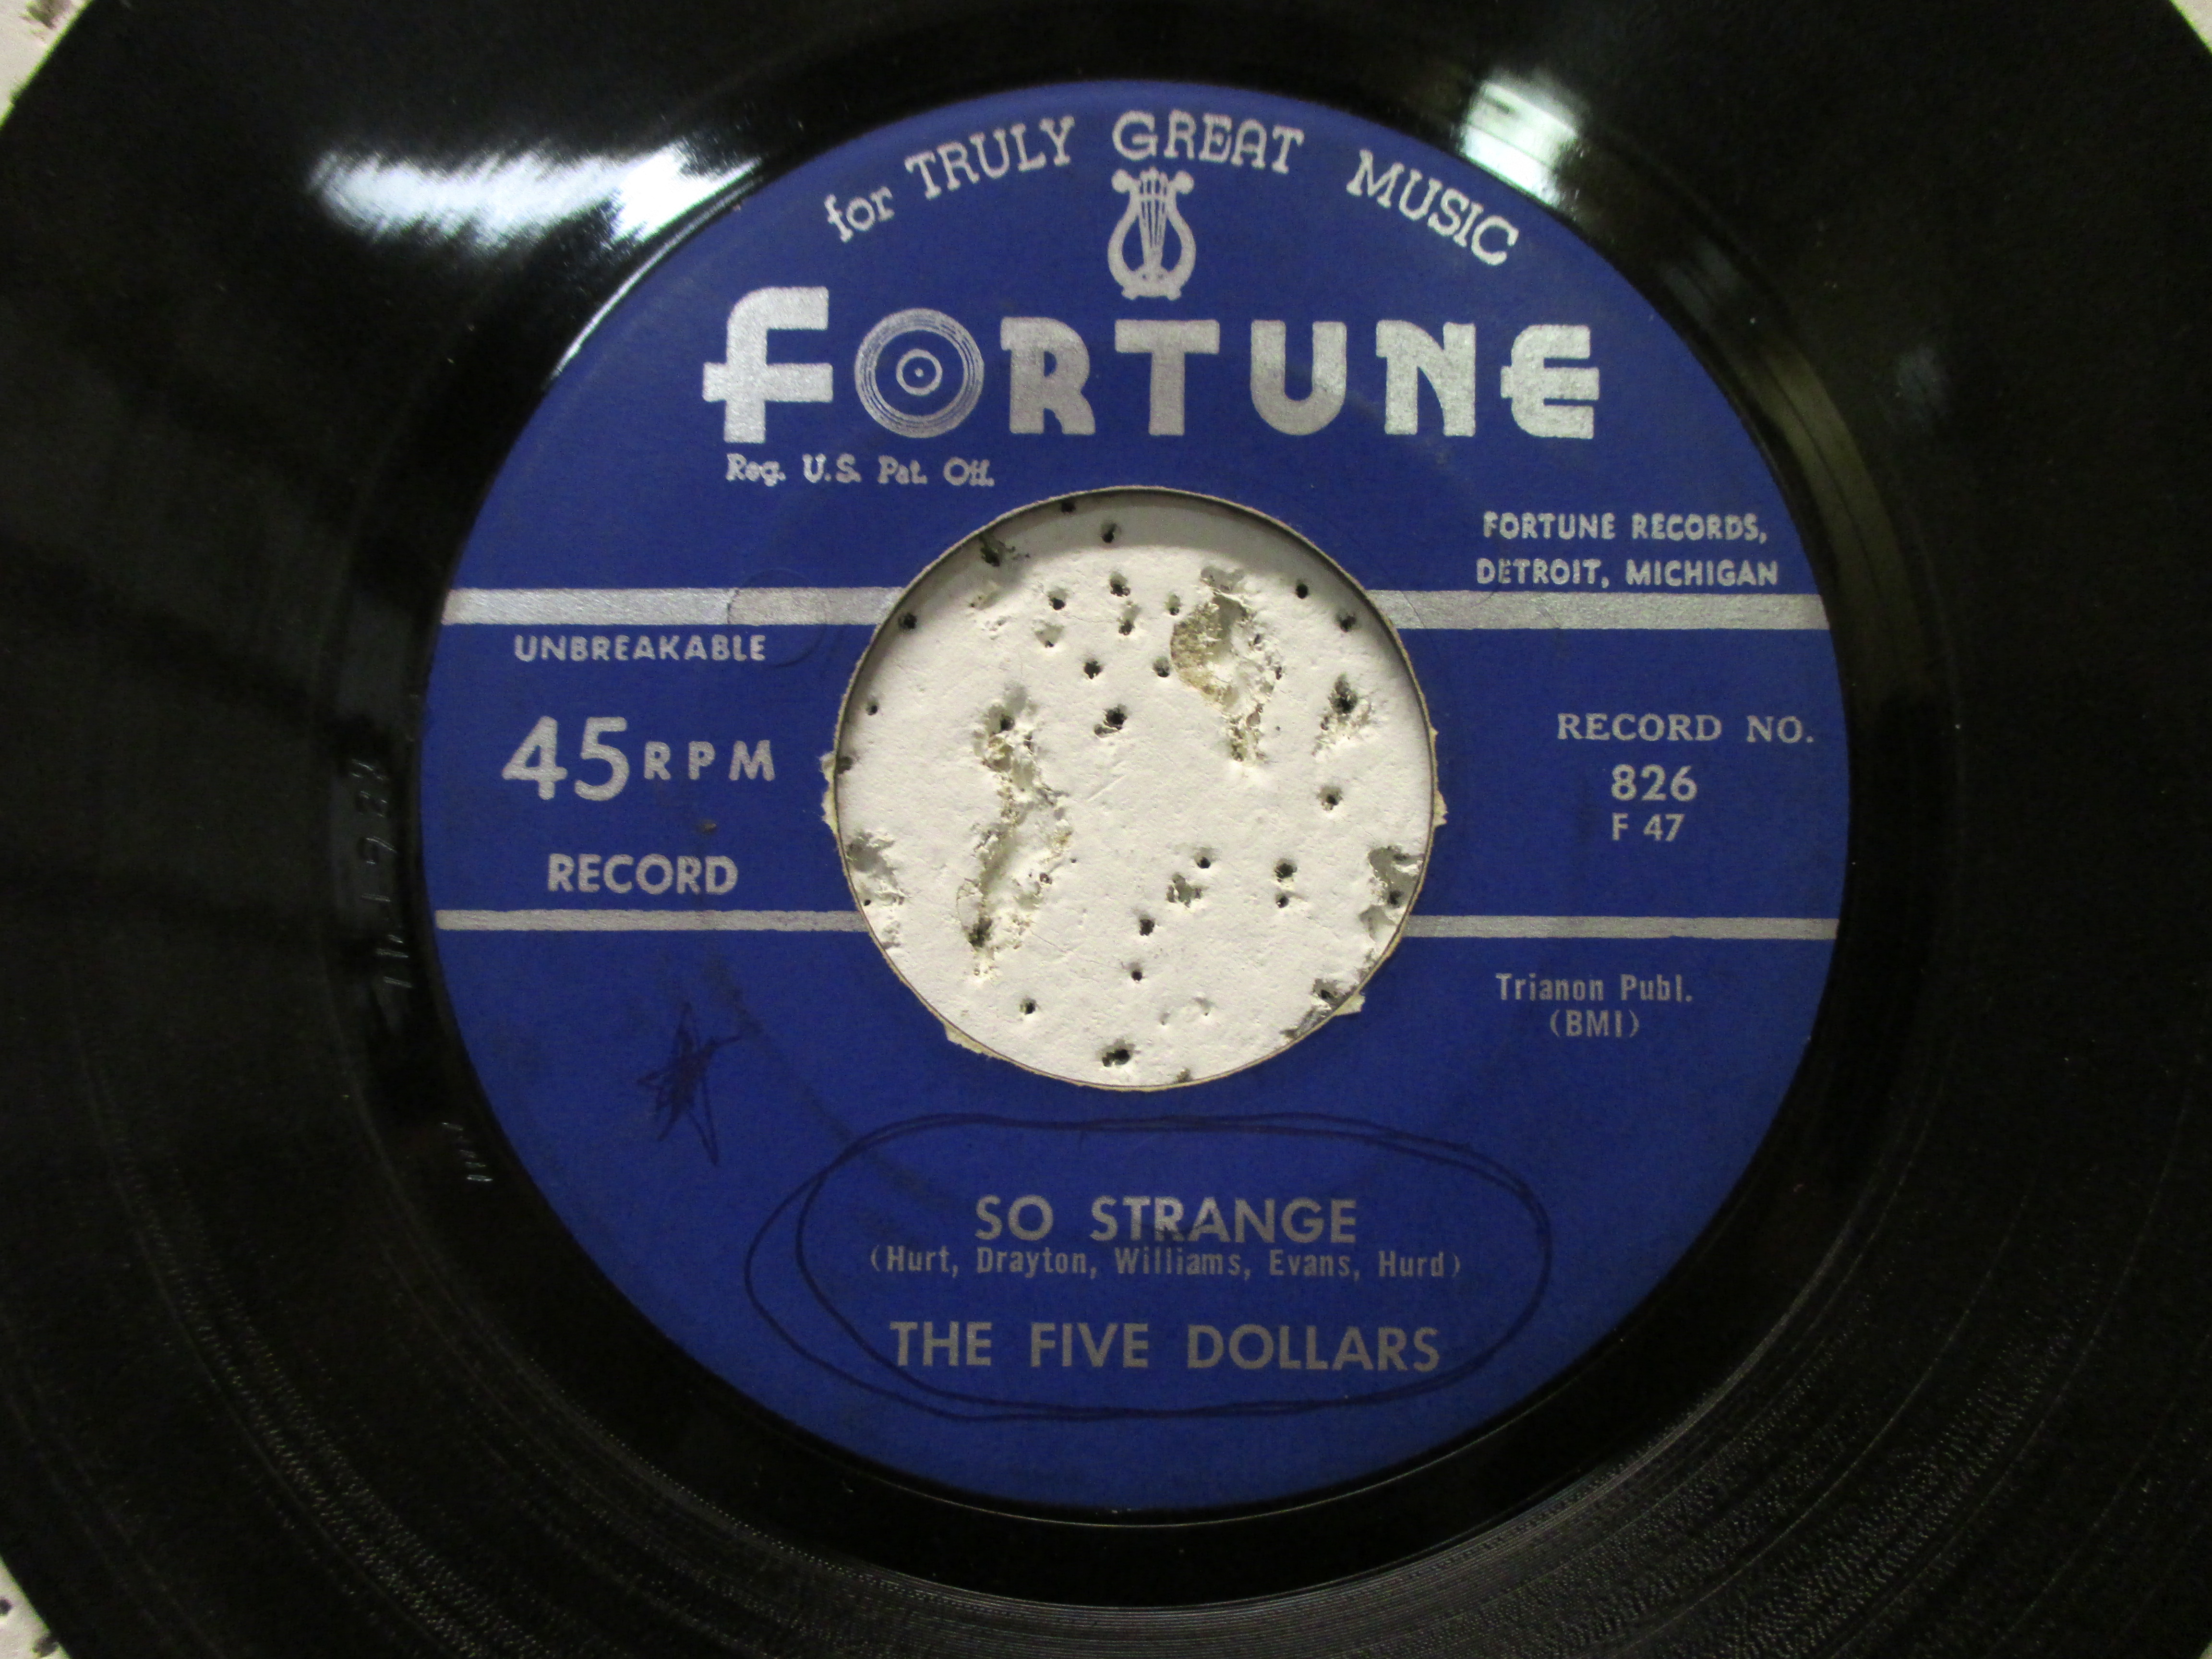 for TRULY GREAT MUSIC
FORTUNE
Reg. U.S. Pat. Off.
FORTUNE RECORDS,
DETROIT, MICHIGAN
UNBREAKABLE
45 RPM
RECORD
RECORD NO.
826
F 47
Trianon Publ.
(BMI)
SO STRANGE
(Hurt, Drayton, Williams, Evans, Hurd)
THE FIVE DOLLARS